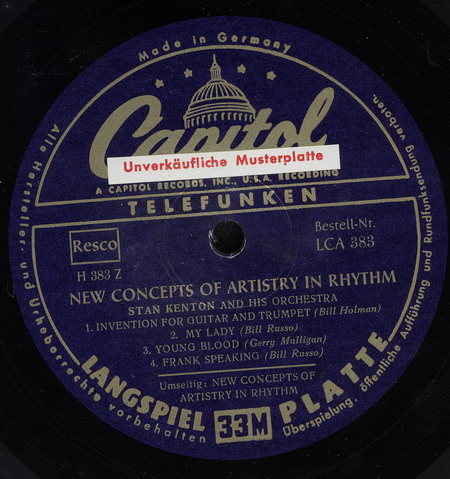 Made in Germany
Capitol
Unverkäufliche Musterplatte
A CAPITOL RECORDS, INC., U.S.A. RECORDING
TELEFUNKEN
Resco
Bestell-Nr.
LCA 383
H 383 Z
NEW CONCEPTS OF ARTISTRY IN RHYTHM
STAN KENTON AND HIS ORCHESTRA
1. INVENTION FOR GUITAR AND TRUMPET (Bill Holman)
2. MY LADY (Bill Russo)
3. YOUNG BLOOD (Gerry Mulligan)
4. FRANK SPEAKING (Bill Russo)
Umseitig: NEW CONCEPTS OF
ARTISTRY IN RHYTHM
LANGSPIEL 33M PLATTE
Alle Hersteller- und Urheberrechte vorbehalten
Überspielung, öffentliche Aufführung und Rundfunksendung verboten.